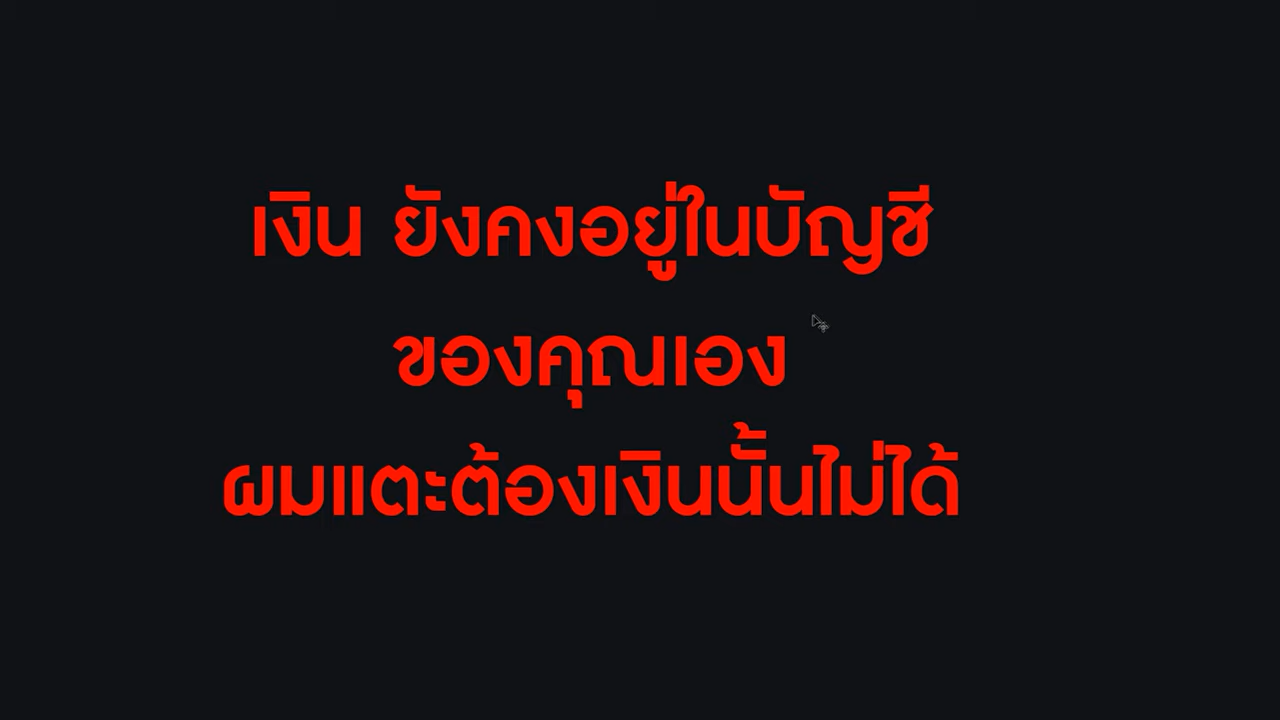 เงิน ยังคงอยู่ในบัญชี
ของคุณเอง
ผมแตะต้องเงินนั้นไม่ได้